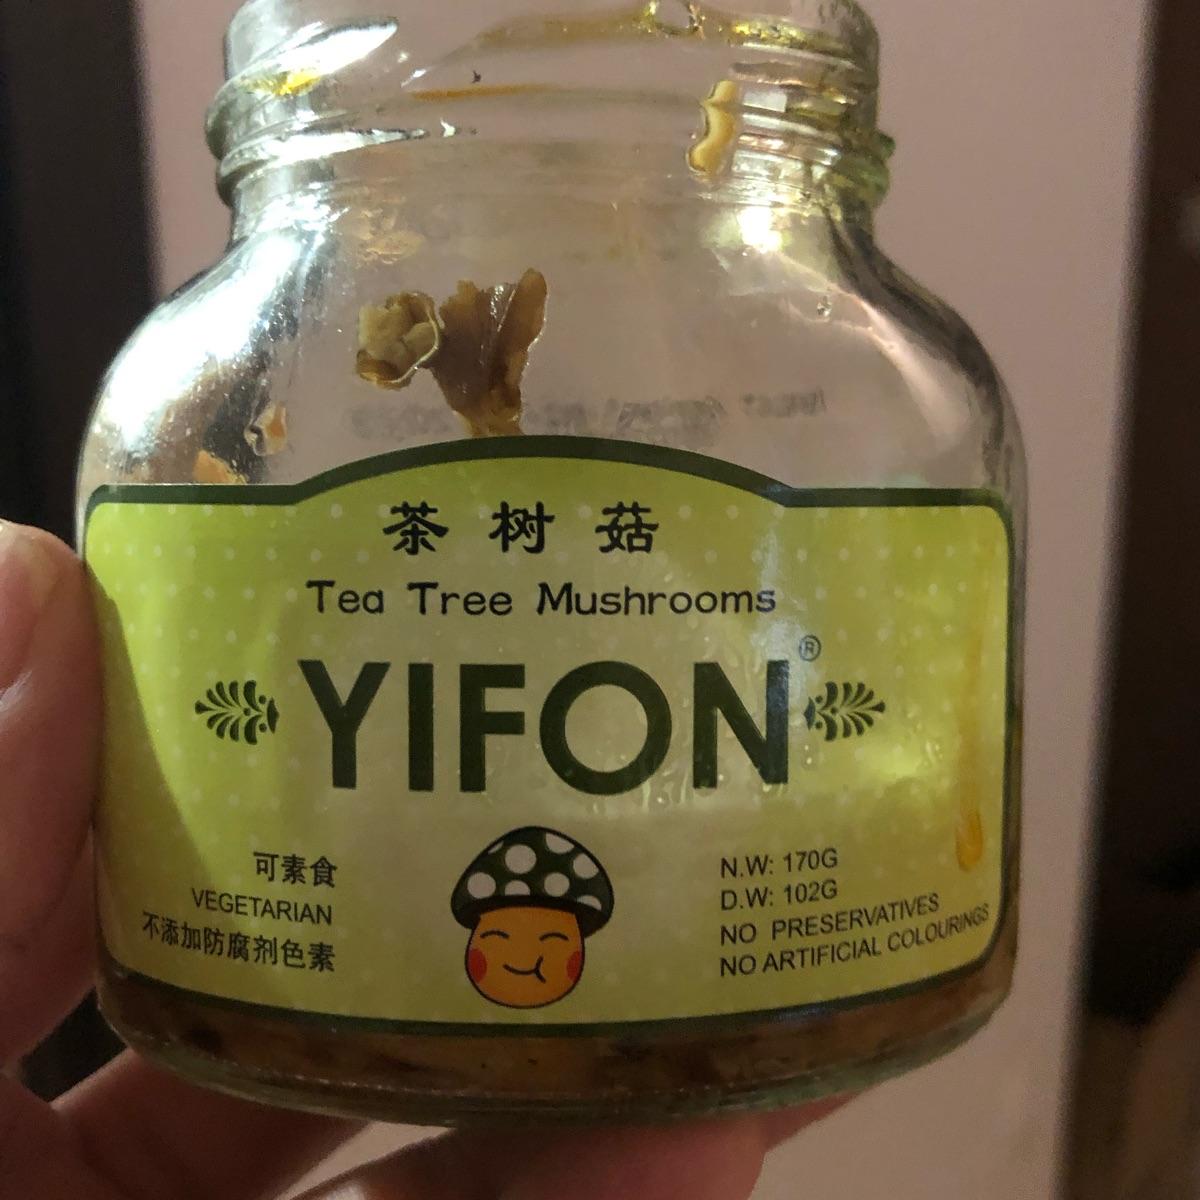 茶树菇
Tea Tree Mushrooms
YIFON®
可素食
VEGETARIAN
不添加防腐剂色素
N.W: 170G
D.W: 102G
NO PRESERVATIVES
NO ARTIFICIAL COLOURINGS